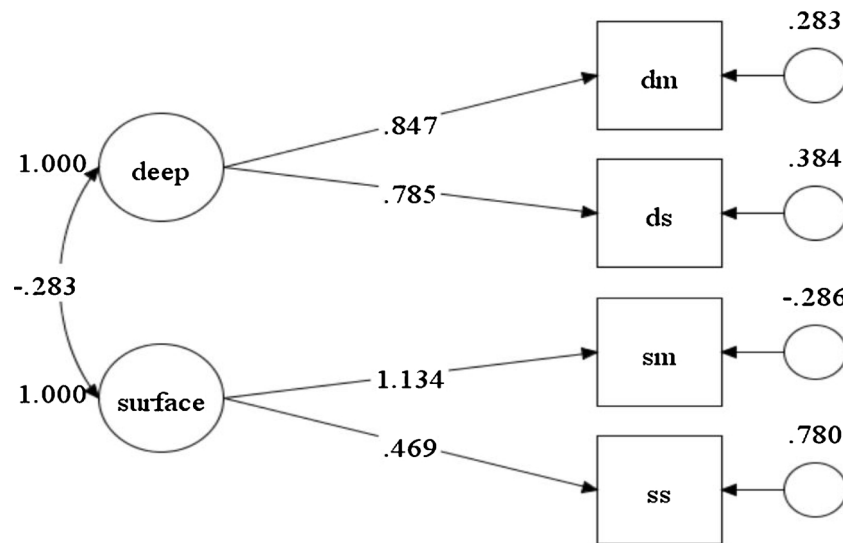 .283
dm
.847
1.000
deep
.384
.785
ds
-.283
-.286
sm
1.134
1.000
surface
.469
.780
ss